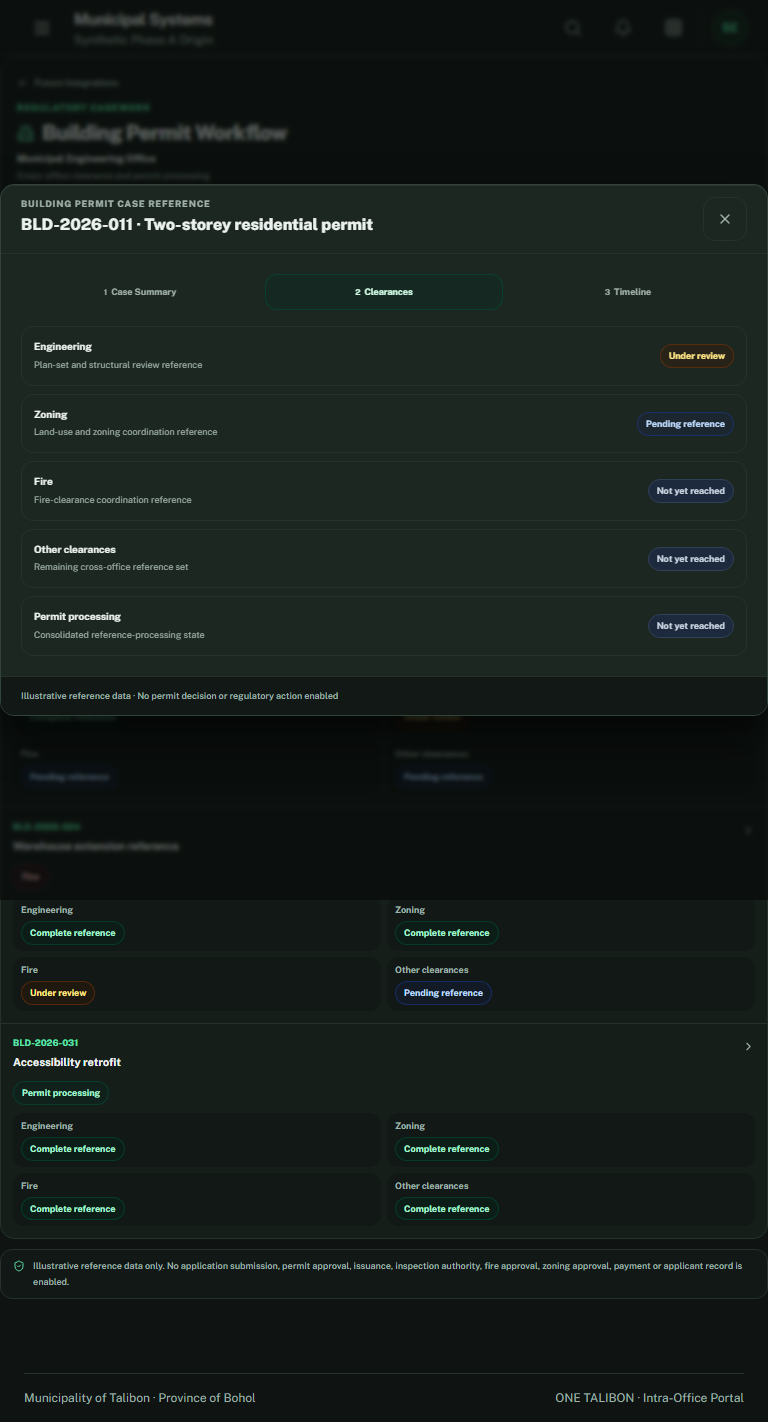 Municipal Systems
Synthetic Phase A Origin
Future Integrations
REGULATORY CASEWORK
Building Permit Workflow
Municipal Engineering Office
BUILDING PERMIT CASE REFERENCE
BLD-2026-011 · Two-storey residential permit
1 Case Summary
2 Clearances
3 Timeline
Engineering
Plan-set and structural review reference
Under review
Zoning
Land-use and zoning coordination reference
Pending reference
Fire
Fire-clearance coordination reference
Not yet reached
Other clearances
Remaining cross-office reference set
Not yet reached
Permit processing
Consolidated reference-processing state
Not yet reached
Illustrative reference data · No permit decision or regulatory action enabled
Fire
Other clearances
Pending reference
Pending reference
Warehouse extension reference
Fire
Engineering
Zoning
Complete reference
Complete reference
Fire
Other clearances
Under review
Pending reference
BLD-2026-031
Accessibility retrofit
Permit processing
Engineering
Zoning
Complete reference
Complete reference
Fire
Other clearances
Complete reference
Complete reference
Illustrative reference data only. No application submission, permit approval, issuance, inspection authority, fire approval, zoning approval, payment or applicant record is
enabled.
Municipality of Talibon · Province of Bohol
ONE TALIBON · Intra-Office Portal